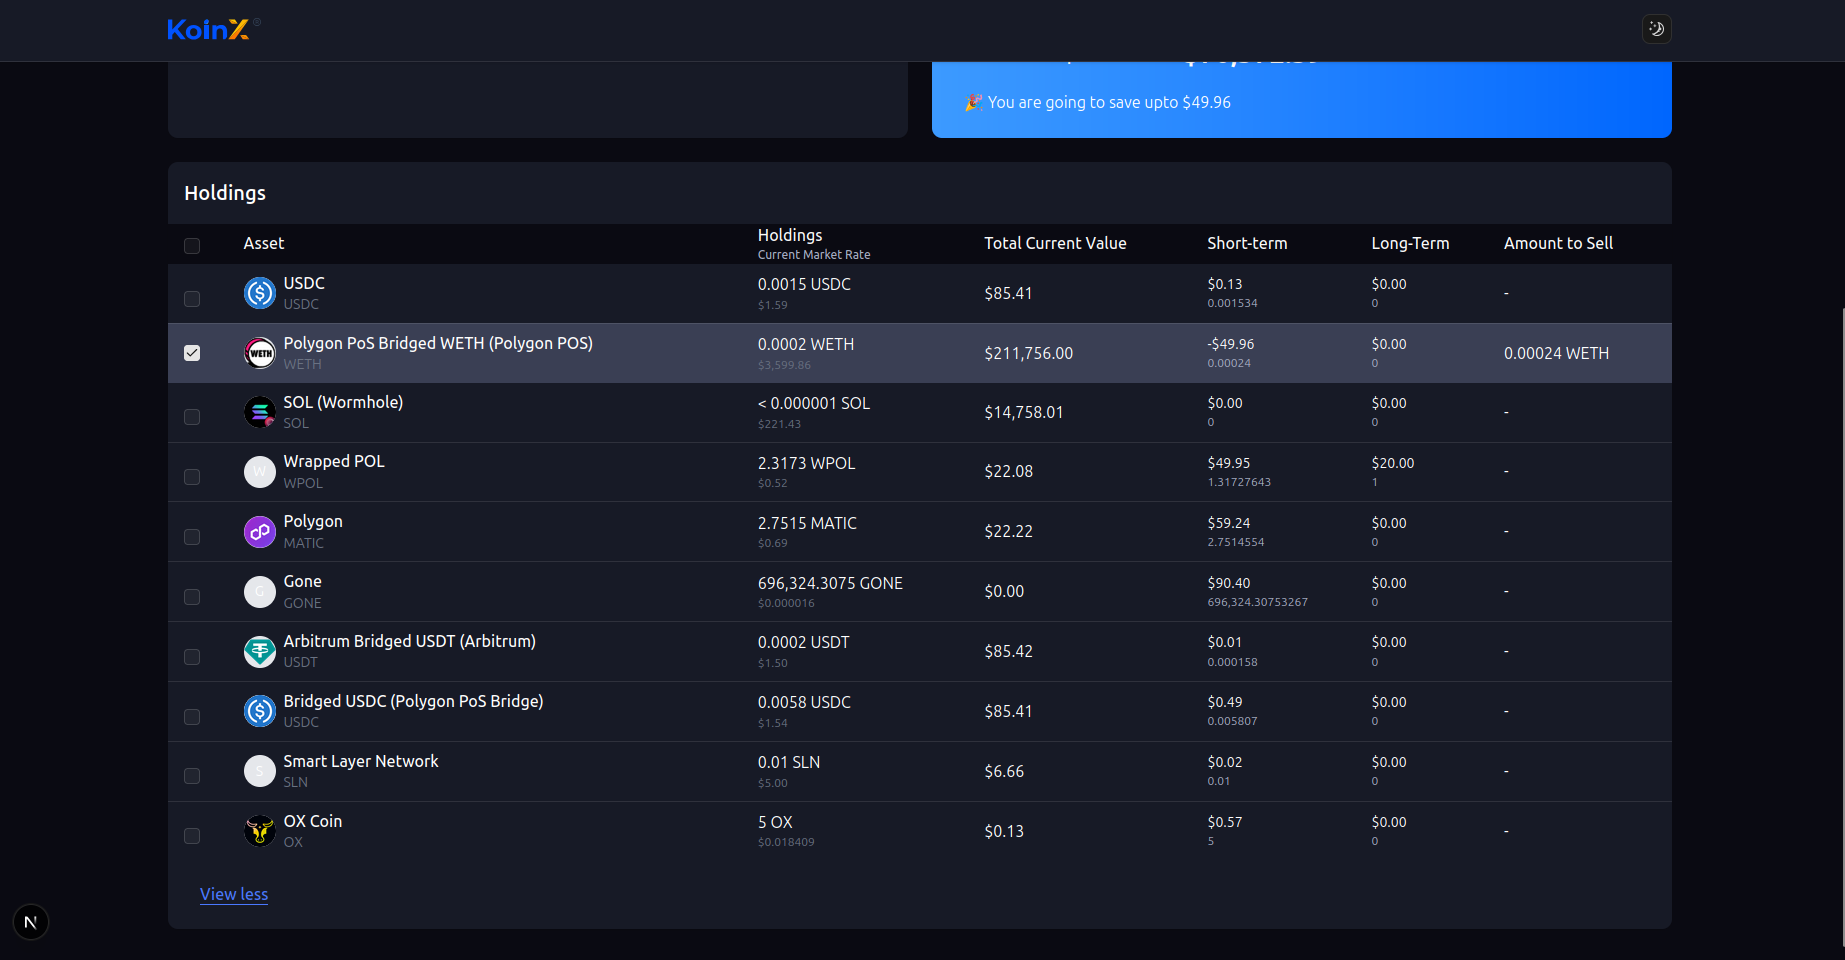 KoinX®
🎉 You are going to save upto $49.96
Holdings
Asset
Holdings
Current Market Rate
Total Current Value
Short-term
Long-Term
Amount to Sell
USDC
USDC
0.0015 USDC
$1.59
$85.41
$0.13
0.001534
$0.00
0
-
WETH
Polygon PoS Bridged WETH (Polygon POS)
WETH
0.0002 WETH
$3,599.86
$211,756.00
-$49.96
0.00024
$0.00
0
0.00024 WETH
SOL (Wormhole)
SOL
< 0.000001 SOL
$221.43
$14,758.01
$0.00
0
$0.00
0
-
W
Wrapped POL
WPOL
2.3173 WPOL
$0.52
$22.08
$49.95
1.31727643
$20.00
1
-
Polygon
MATIC
2.7515 MATIC
$0.69
$22.22
$59.24
2.7514554
$0.00
0
-
G
Gone
GONE
696,324.3075 GONE
$0.000016
$0.00
$90.40
696,324.30753267
$0.00
0
-
Arbitrum Bridged USDT (Arbitrum)
USDT
0.0002 USDT
$1.50
$85.42
$0.01
0.000158
$0.00
0
-
Bridged USDC (Polygon PoS Bridge)
USDC
0.0058 USDC
$1.54
$85.41
$0.49
0.005807
$0.00
0
-
S
Smart Layer Network
SLN
0.01 SLN
$5.00
$6.66
$0.02
0.01
$0.00
0
-
OX Coin
OX
5 OX
$0.018409
$0.13
$0.57
5
$0.00
0
-
View less
N